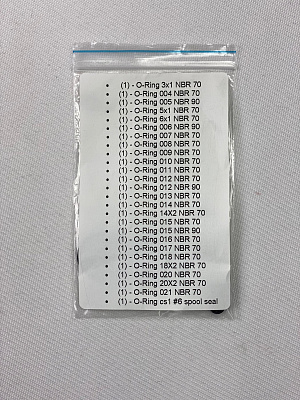 • (1) - O-Ring 3x1 NBR 70
• (1) - O-Ring 004 NBR 70
• (1) - O-Ring 005 NBR 90
• (1) - O-Ring 5x1 NBR 70
• (1) - O-Ring 6x1 NBR 70
• (1) - O-Ring 006 NBR 90
• (1) - O-Ring 007 NBR 70
• (1) - O-Ring 008 NBR 70
• (1) - O-Ring 009 NBR 70
• (1) - O-Ring 010 NBR 70
• (1) - O-Ring 011 NBR 70
• (1) - O-Ring 012 NBR 70
• (1) - O-Ring 012 NBR 90
• (1) - O-Ring 013 NBR 70
• (1) - O-Ring 014 NBR 70
• (1) - O-Ring 14X2 NBR 70
• (1) - O-Ring 015 NBR 70
• (1) - O-Ring 015 NBR 90
• (1) - O-Ring 016 NBR 70
• (1) - O-Ring 017 NBR 70
• (1) - O-Ring 018 NBR 70
• (1) - O-Ring 18X2 NBR 70
• (1) - O-Ring 020 NBR 70
• (1) - O-Ring 20X2 NBR 70
• (1) - O-Ring 021 NBR 70
• (1) - O-Ring cs1 #6 spool seal